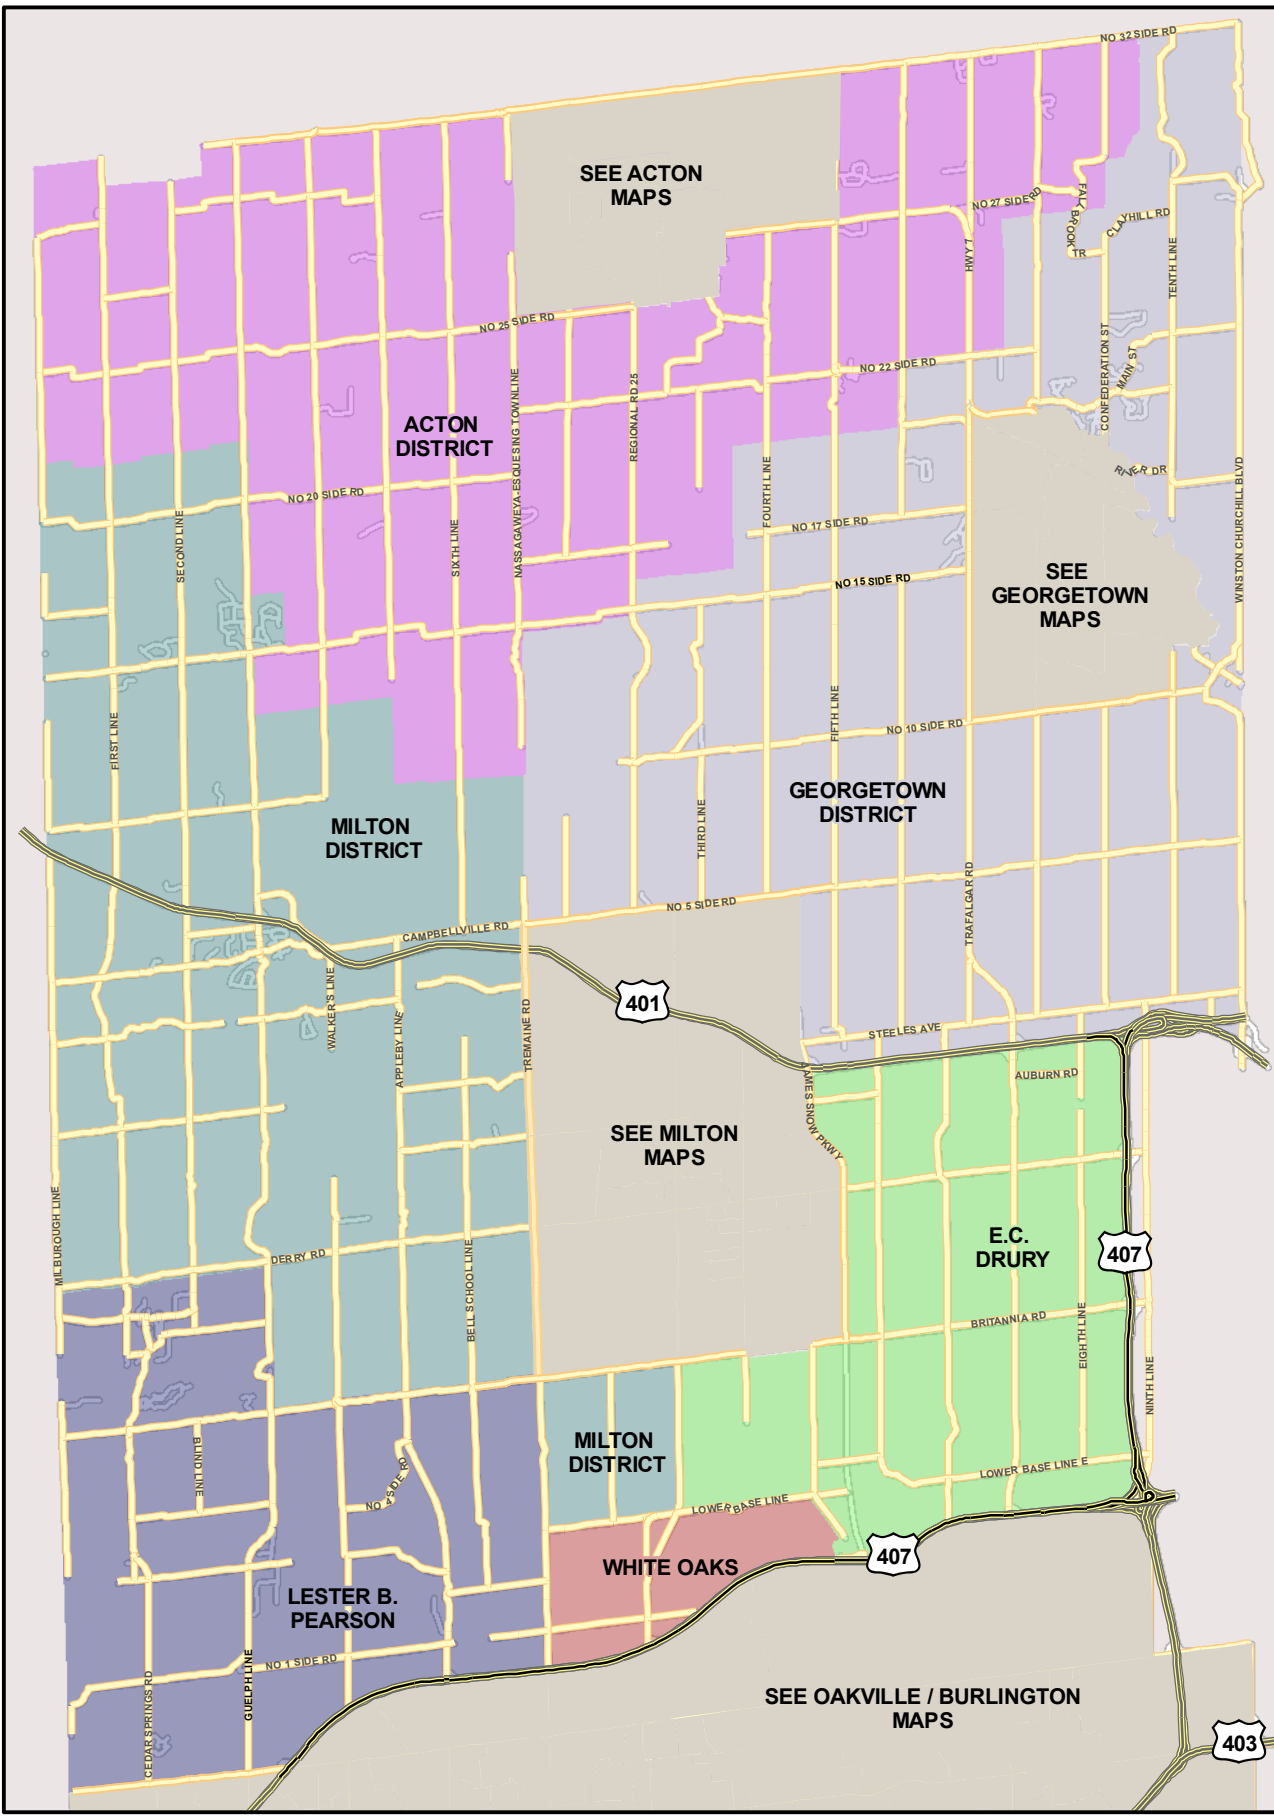 NO 32 SIDE RD
SEE ACTON
MAPS
NO 27 SIDE RD
FALL BROOK
TR
CLAYHILL RD
HWY 7
TENTH LINE
NO 25 SIDE RD
NO 22 SIDE RD
CONFEDERATION ST
MAIN ST
REGIONAL RD 25
NASSAGAWEYA-ESQUESING TOWNLINE
ACTON
DISTRICT
RIVER DR
NO 20 SIDE RD
FOURTH LINE
WINSTON CHURCHILL BLVD
SECOND LINE
SIXTH LINE
NO 17 SIDE RD
NO 15 SIDE RD
SEE
GEORGETOWN
MAPS
FIRST LINE
FIFTH LINE
NO 10 SIDE RD
GEORGETOWN
DISTRICT
THIRD LINE
MILTON
DISTRICT
TRAFALGAR RD
NO 5 SIDE RD
CAMPBELLVILLE RD
401
WALKER'S LINE
APPLEBY LINE
TREMAINE RD
STEELES AVE
AUBURN RD
JAMES SNOW PKWY
SEE MILTON
MAPS
MILBUROUGH LINE
DERRY RD
BELL SCHOOL LINE
E.C.
DRURY
407
BRITANNIA RD
EIGHTH LINE
NINTH LINE
BLIND LINE
MILTON
DISTRICT
NO 4 SIDE RD
LOWER BASE LINE E
LOWER BASE LINE
WHITE OAKS
407
LESTER B.
PEARSON
NO 1 SIDE RD
CEDAR SPRINGS RD
GUELPH LINE
SEE OAKVILLE / BURLINGTON
MAPS
403